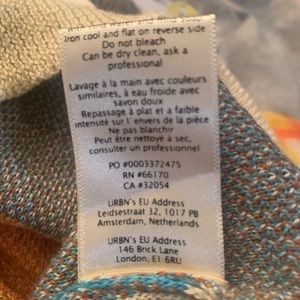 Iron cool and flat on reverse side
Do not bleach
Can be dry clean, ask a
professional
Lavage à la main avec couleurs
similaires, à eau froide avec
savon doux
Repassage à plat et a faible
intensité sur l envers de la pièce
Ne pas blanchir
Peut être nettoyé à sec,
consulter un professionnel
PO #0003372475
RN #66170
CA #32054
URBN's EU Address
Leidsestraat 32, 1017 PB
Amsterdam, Netherlands
URBN's EU Address
146 Brick Lane
London, E1 6RU